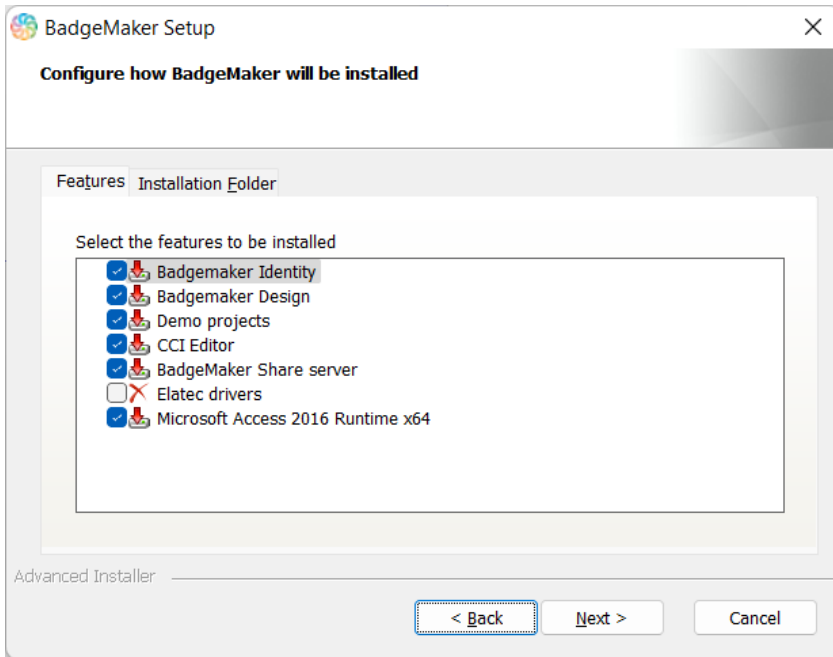 BadgeMaker Setup
Configure how BadgeMaker will be installed
Features Installation Folder
Select the features to be installed
Badgemaker Identity
Badgemaker Design
Demo projects
CCI Editor
BadgeMaker Share server
Elatec drivers
Microsoft Access 2016 Runtime x64
Advanced Installer
< Back Next > Cancel